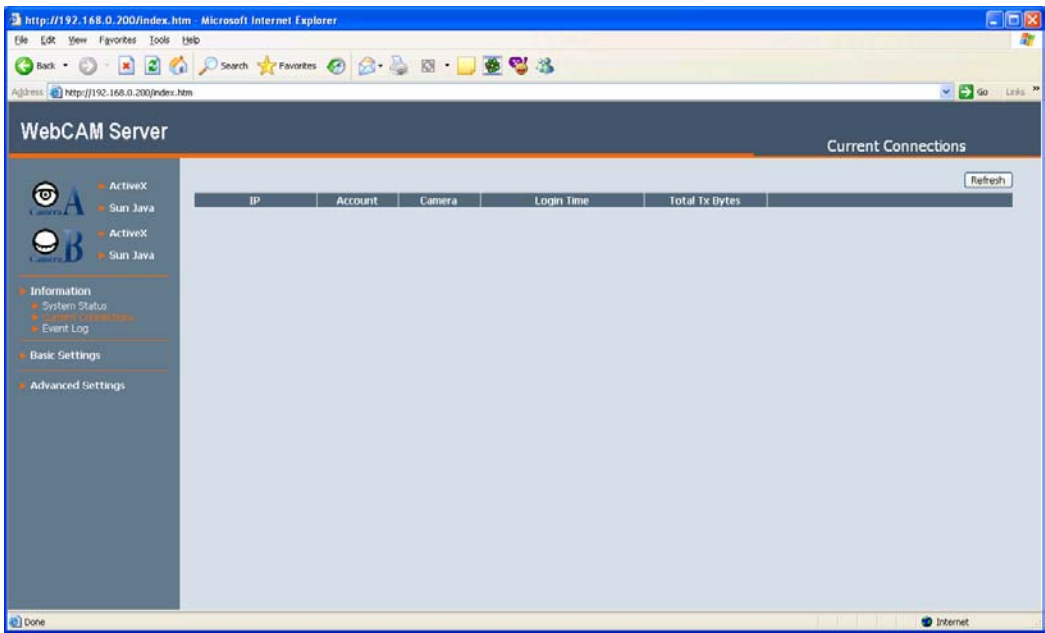 http://192.168.0.200/index.htm - Microsoft Internet Explorer
File Edit View Favorites Tools Help
Back Search Favorites
Address http://192.168.0.200/index.htm Go Links »
WebCAM Server
Current Connections
Refresh
IP Account Camera Login Time Total Tx Bytes
Camera A
ActiveX
Sun Java
Camera B
ActiveX
Sun Java
Information
System Status
Current Connections
Event Log
Basic Settings
Advanced Settings
Done Internet